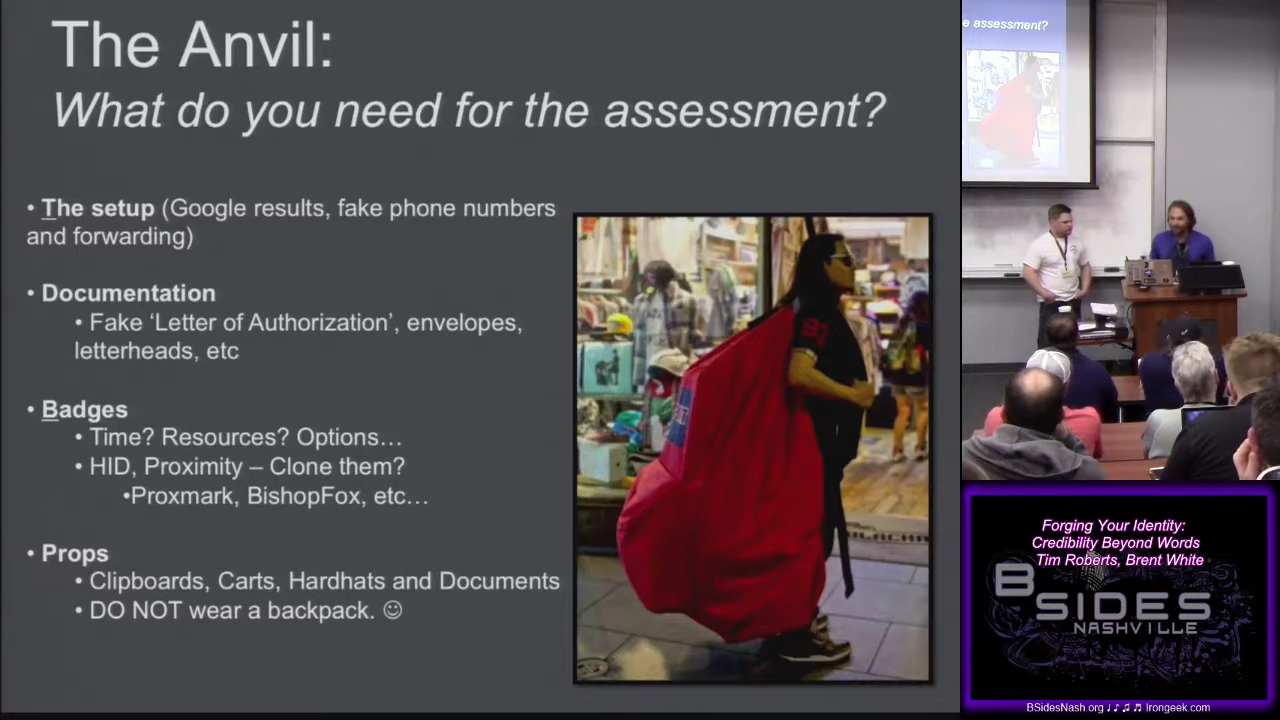 The Anvil:
What do you need for the assessment?
• The setup (Google results, fake phone numbers
and forwarding)
• Documentation
• Fake ‘Letter of Authorization’, envelopes,
letterheads, etc
• Badges
• Time? Resources? Options…
• HID, Proximity – Clone them?
•Proxmark, BishopFox, etc…
• Props
• Clipboards, Carts, Hardhats and Documents
• DO NOT wear a backpack. ☺
81
e assessment?
Forging Your Identity:
Credibility Beyond Words
Tim Roberts, Brent White
BSIDES
NASHVILLE
BSidesNash.org ♩♪♫♬ Irongeek.com